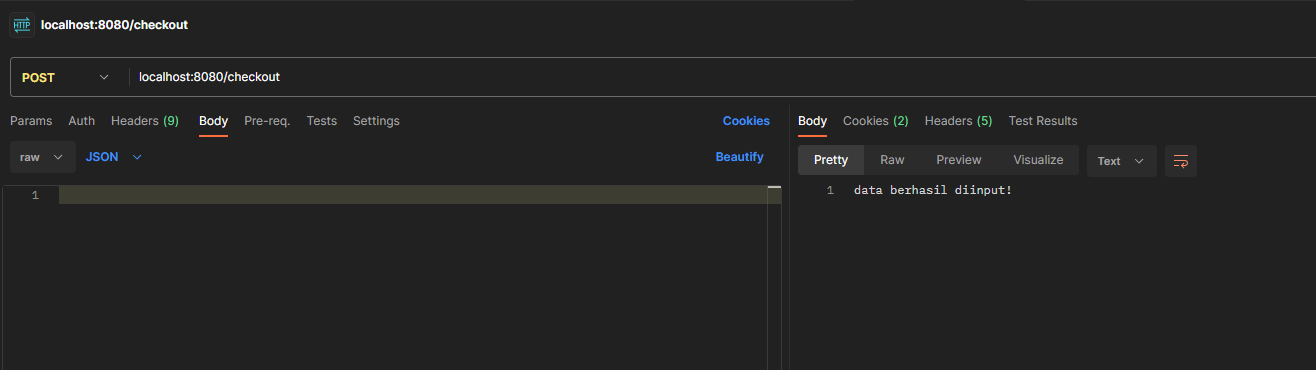 HTTP localhost:8080/checkout
POST localhost:8080/checkout
Params Auth Headers (9) Body Pre-req. Tests Settings Cookies
raw JSON Beautify
1
Body Cookies (2) Headers (5) Test Results
Pretty Raw Preview Visualize Text
1 data berhasil diinput!